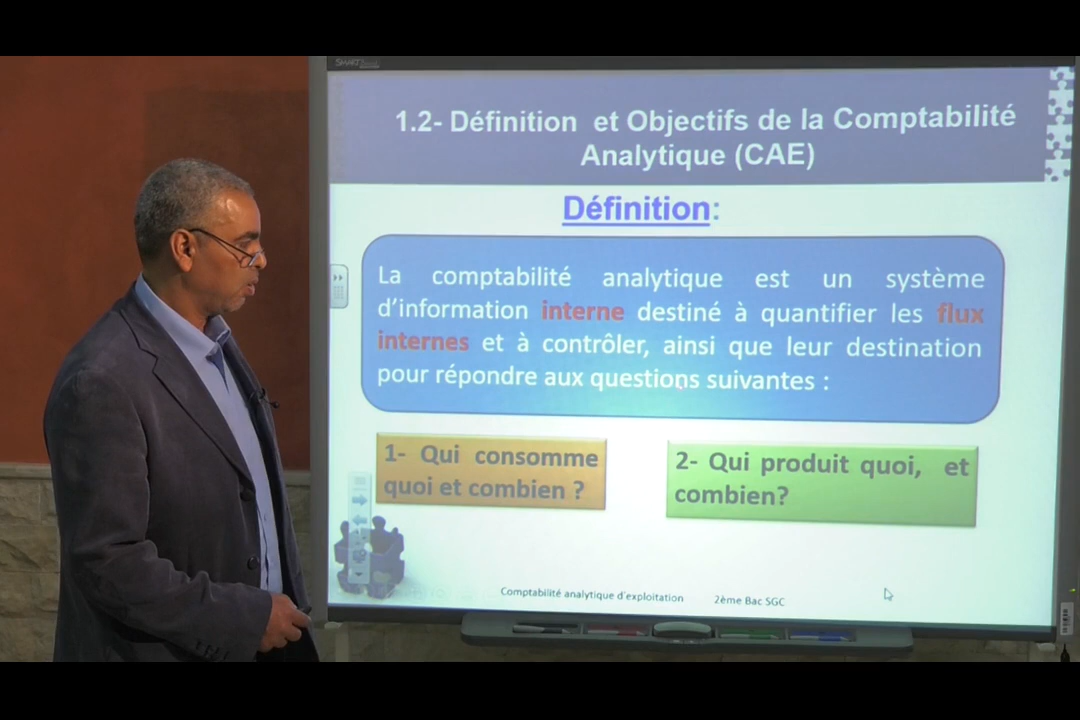 SMART
1.2- Définition et Objectifs de la Comptabilité
Analytique (CAE)
Définition:
La comptabilité analytique est un système
d'information interne destiné à quantifier les flux
internes et à contrôler, ainsi que leur destination
pour répondre aux questions suivantes :
1- Qui consomme
quoi et combien ?
2- Qui produit quoi, et
combien?
Comptabilité analytique d'exploitation 2ème Bac SGC